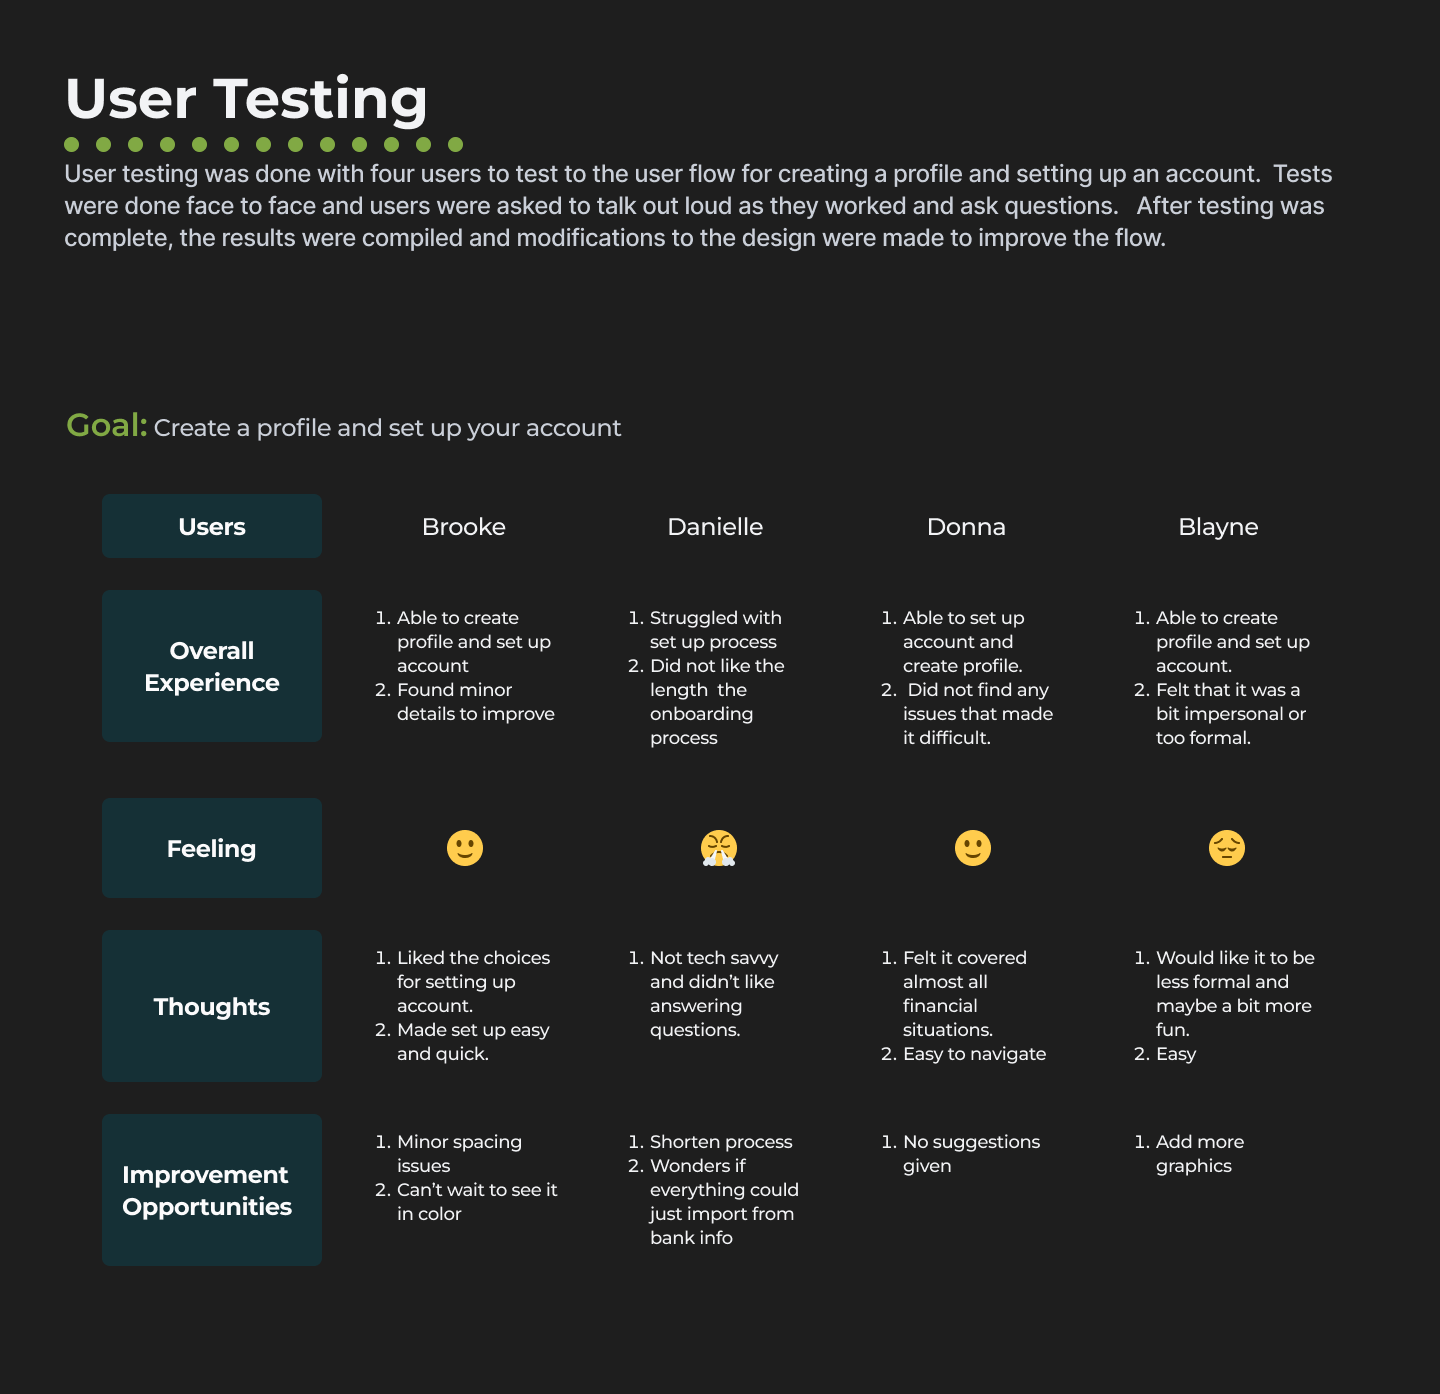 User Testing
User testing was done with four users to test to the user flow for creating a profile and setting up an account.  Tests
were done face to face and users were asked to talk out loud as they worked and ask questions.   After testing was
complete, the results were compiled and modifications to the design were made to improve the flow.
Goal: Create a profile and set up your account
Users
Brooke
Danielle
Donna
Blayne
Overall
Experience
1. Able to create
profile and set up
account
2. Found minor
details to improve
1. Struggled with
set up process
2. Did not like the
length  the
onboarding
process
1. Able to set up
account and
create profile.
2.  Did not find any
issues that made
it difficult.
1. Able to create
profile and set up
account.
2. Felt that it was a
bit impersonal or
too formal.
Feeling
Thoughts
1. Liked the choices
for setting up
account.
2. Made set up easy
and quick.
1. Not tech savvy
and didn’t like
answering
questions.
1. Felt it covered
almost all
financial
situations.
2. Easy to navigate
1. Would like it to be
less formal and
maybe a bit more
fun.
2. Easy
Improvement
Opportunities
1. Minor spacing
issues
2. Can’t wait to see it
in color
1. Shorten process
2. Wonders if
everything could
just import from
bank info
1. No suggestions
given
1. Add more
graphics